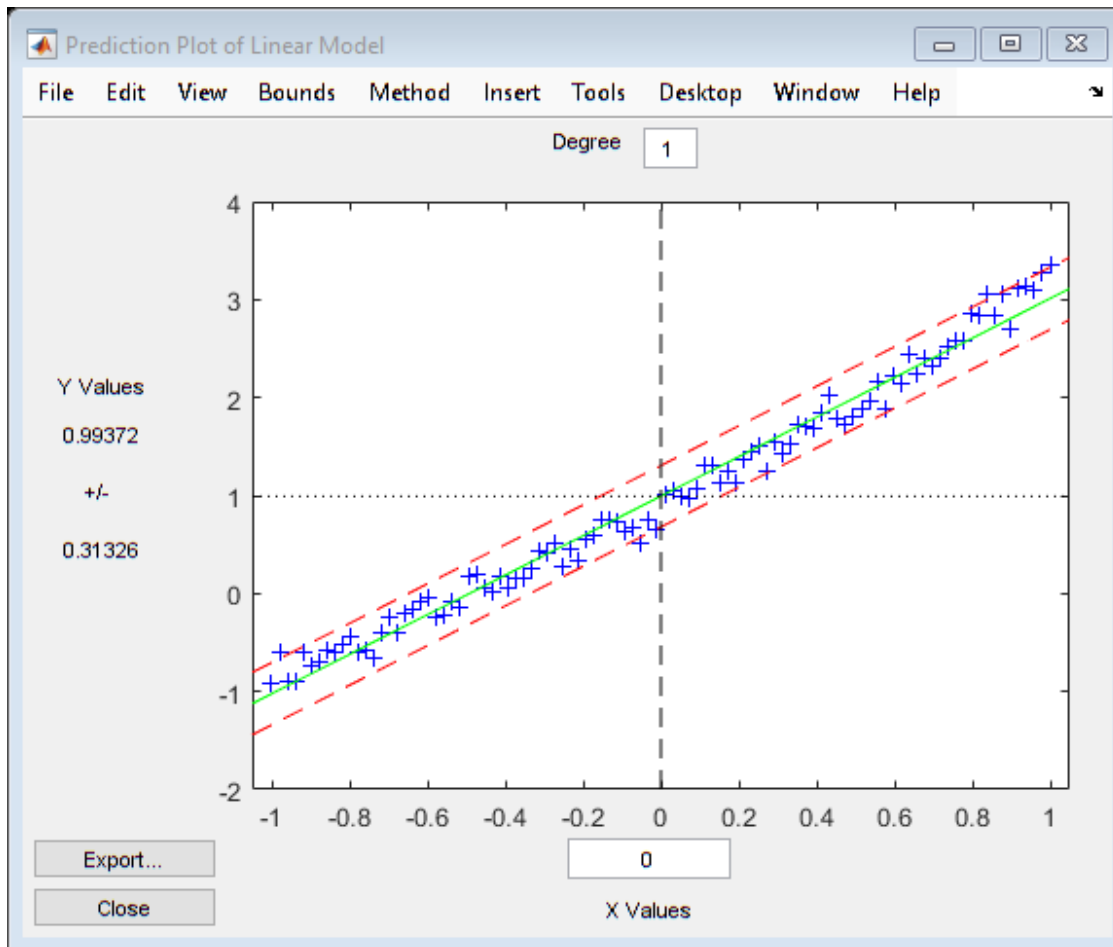 Prediction Plot of Linear Model
File Edit View Bounds Method Insert Tools Desktop Window Help
Degree 1
4
3
2
1
0
-1
-2
Y Values
0.99372
+/-
0.31326
-1 -0.8 -0.6 -0.4 -0.2 0 0.2 0.4 0.6 0.8 1
Export...
0
Close
X Values